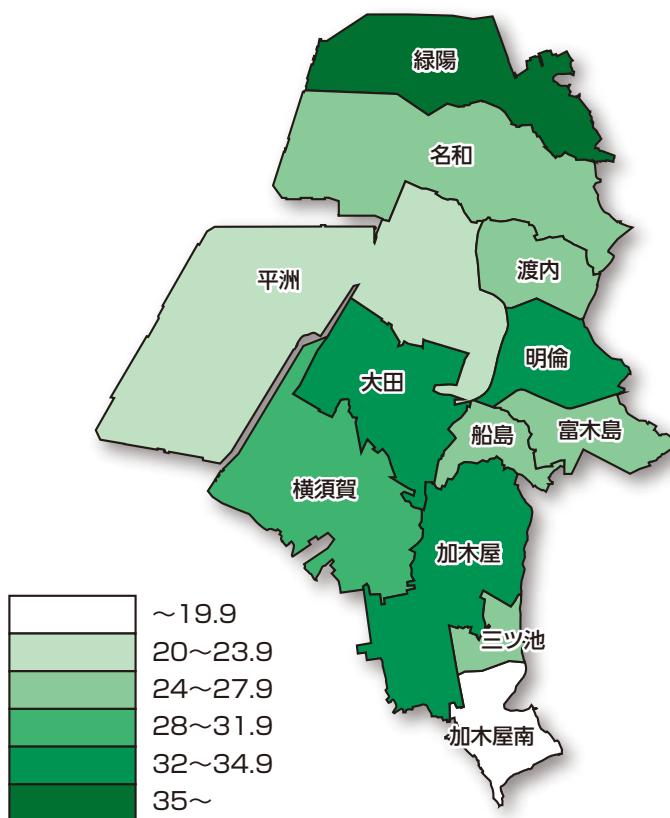 緑陽
名和
渡内
平洲
明倫
大田
富木島
船島
横須賀
加木屋
三ツ池
加木屋南
～19.9
20～23.9
24～27.9
28～31.9
32～34.9
35～